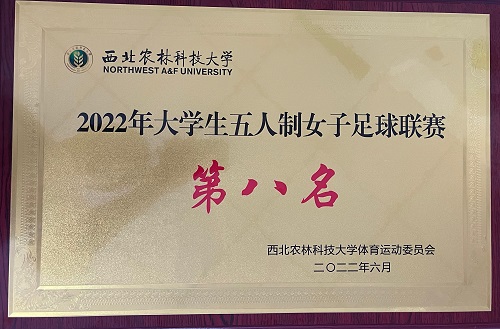 西北农林科技大学
NORTHWEST A&F UNIVERSITY
2022年大学生五人制女子足球联赛
第八名
西北农林科技大学体育运动委员会
二〇二二年六月